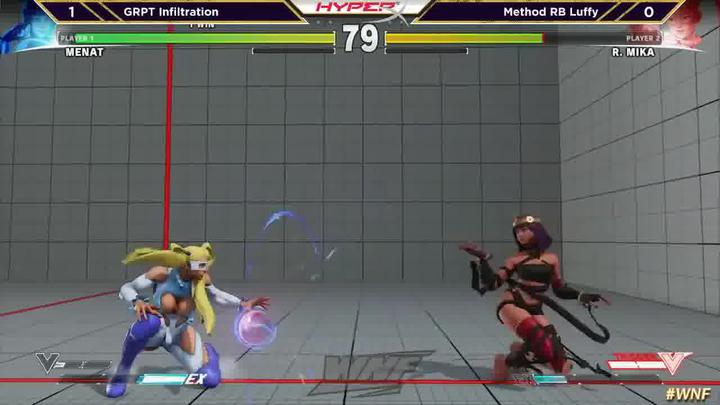 1 GRPT Infiltration HYPER Method RB Luffy 0
1 WIN
PLAYER 1 79 PLAYER 2
MENAT R. MIKA
WNF
V EX TRIGGER V
#WNF